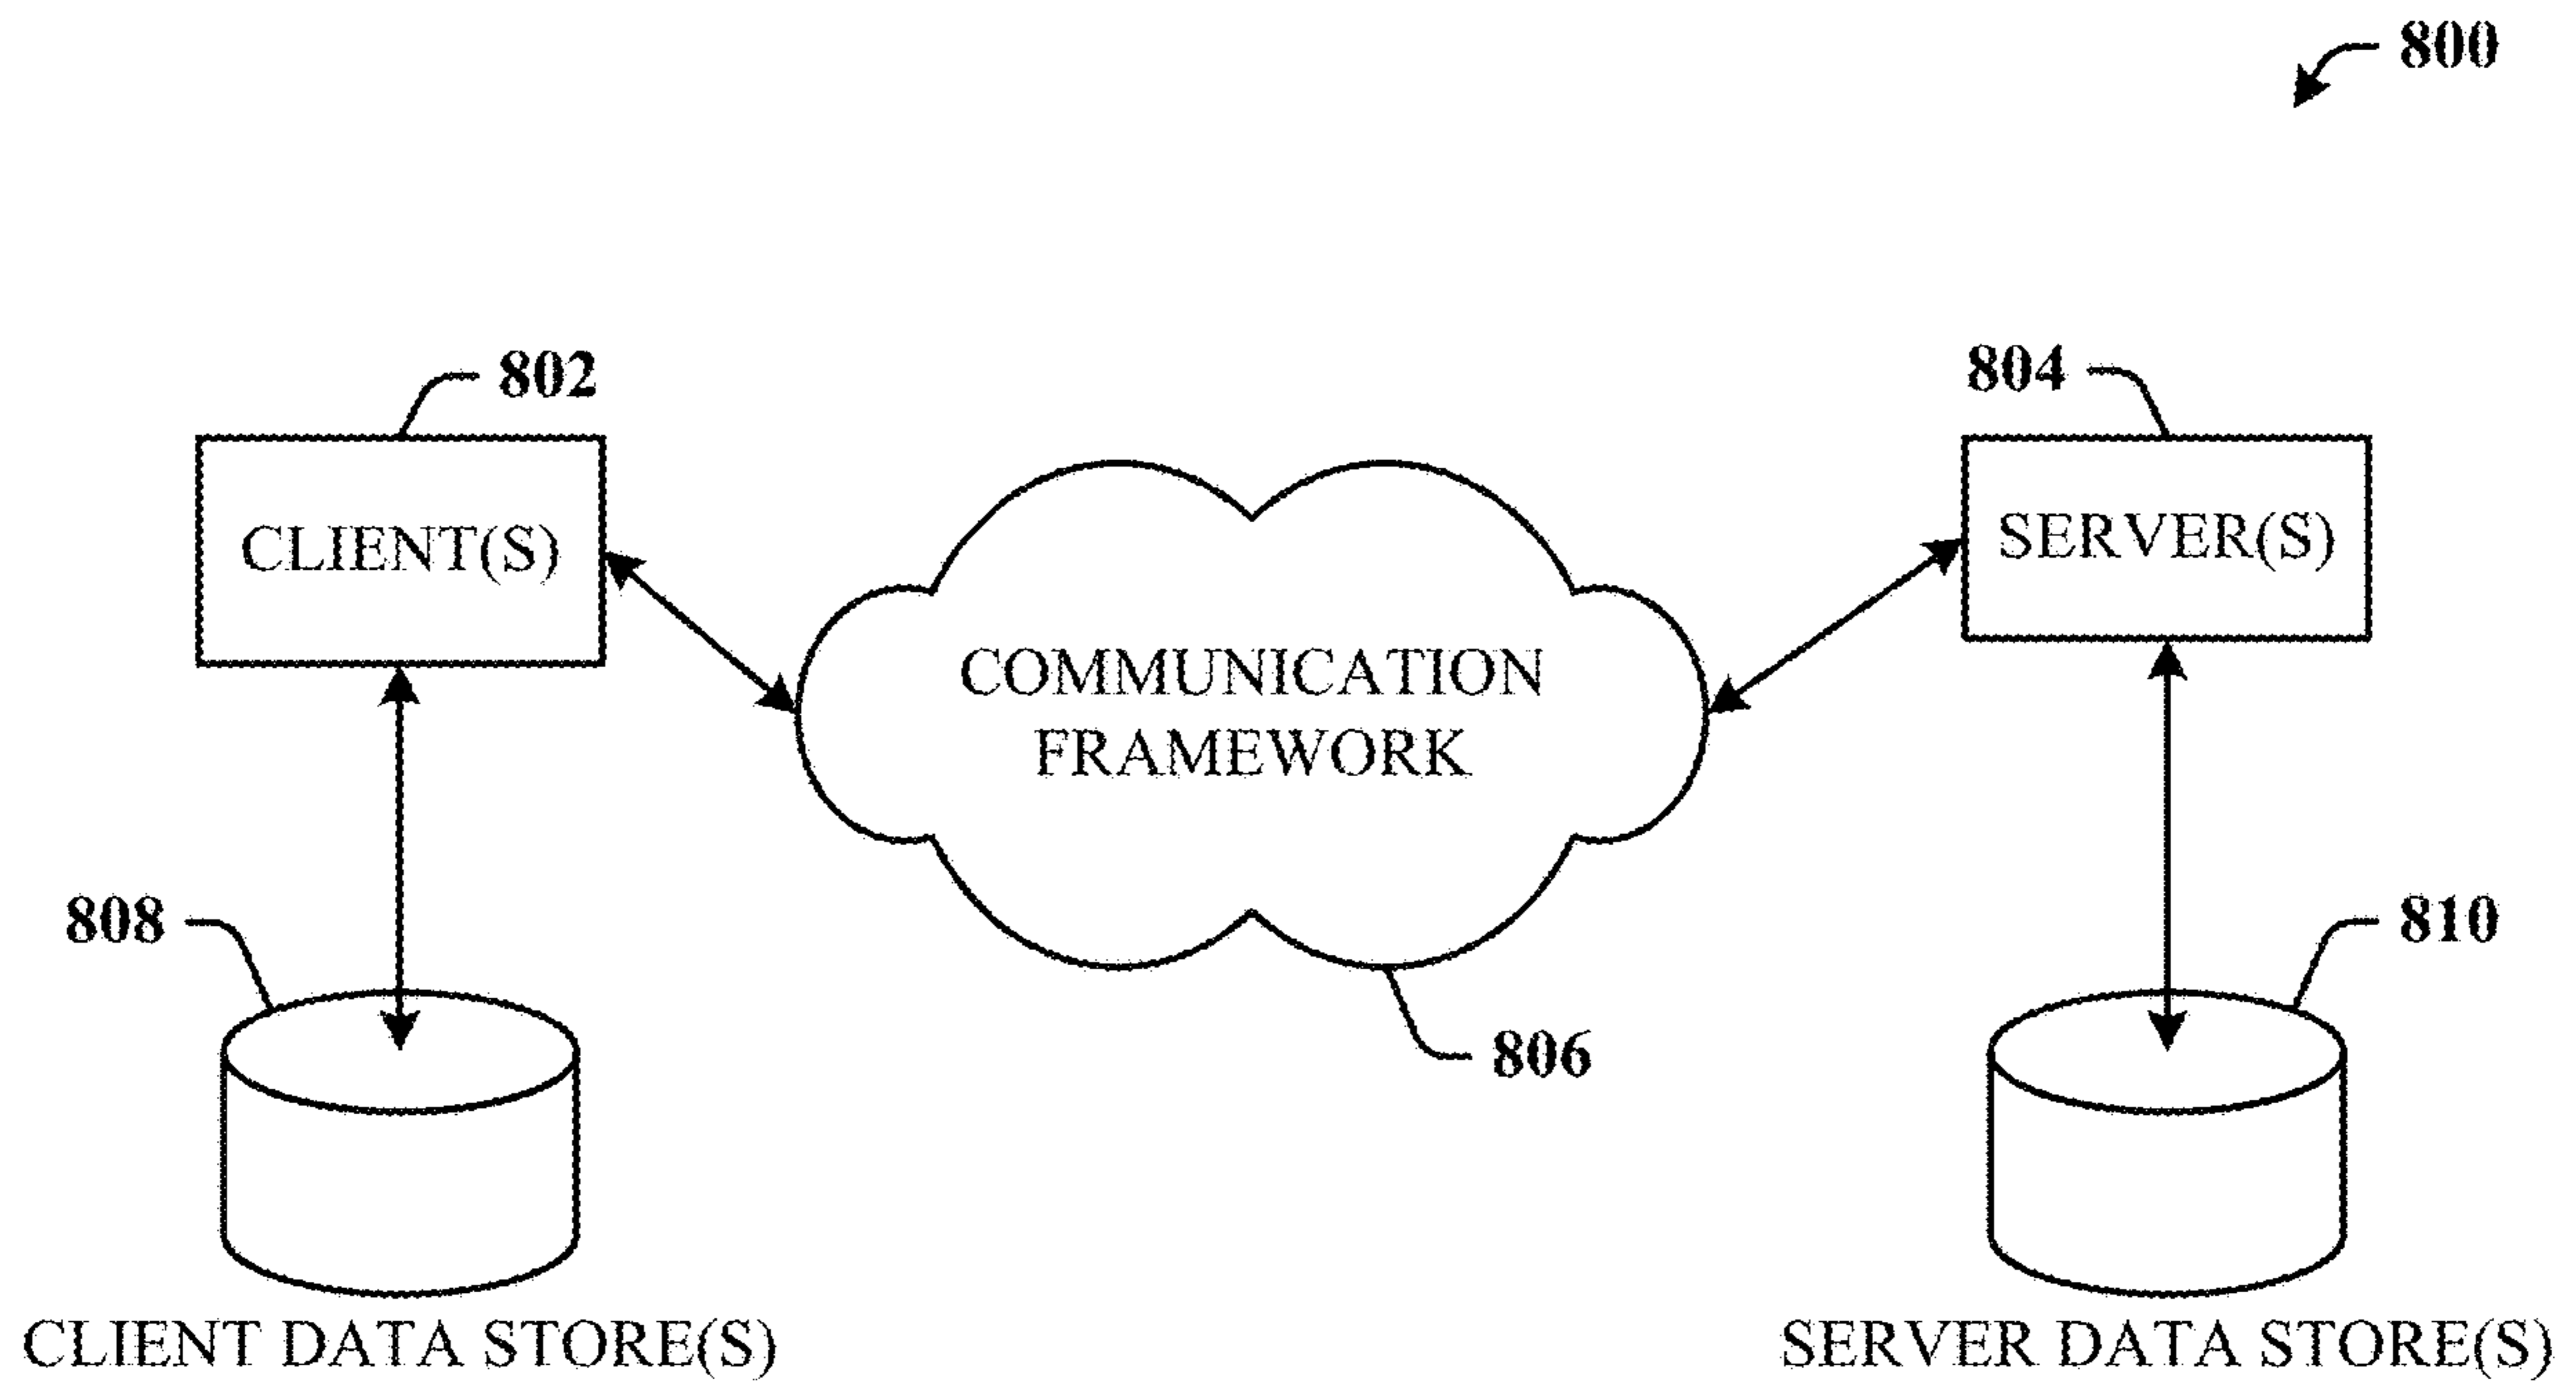 800
802
804
CLIENT(S)
SERVER(S)
COMMUNICATION
FRAMEWORK
808
810
806
CLIENT DATA STORE(S)
SERVER DATA STORE(S)